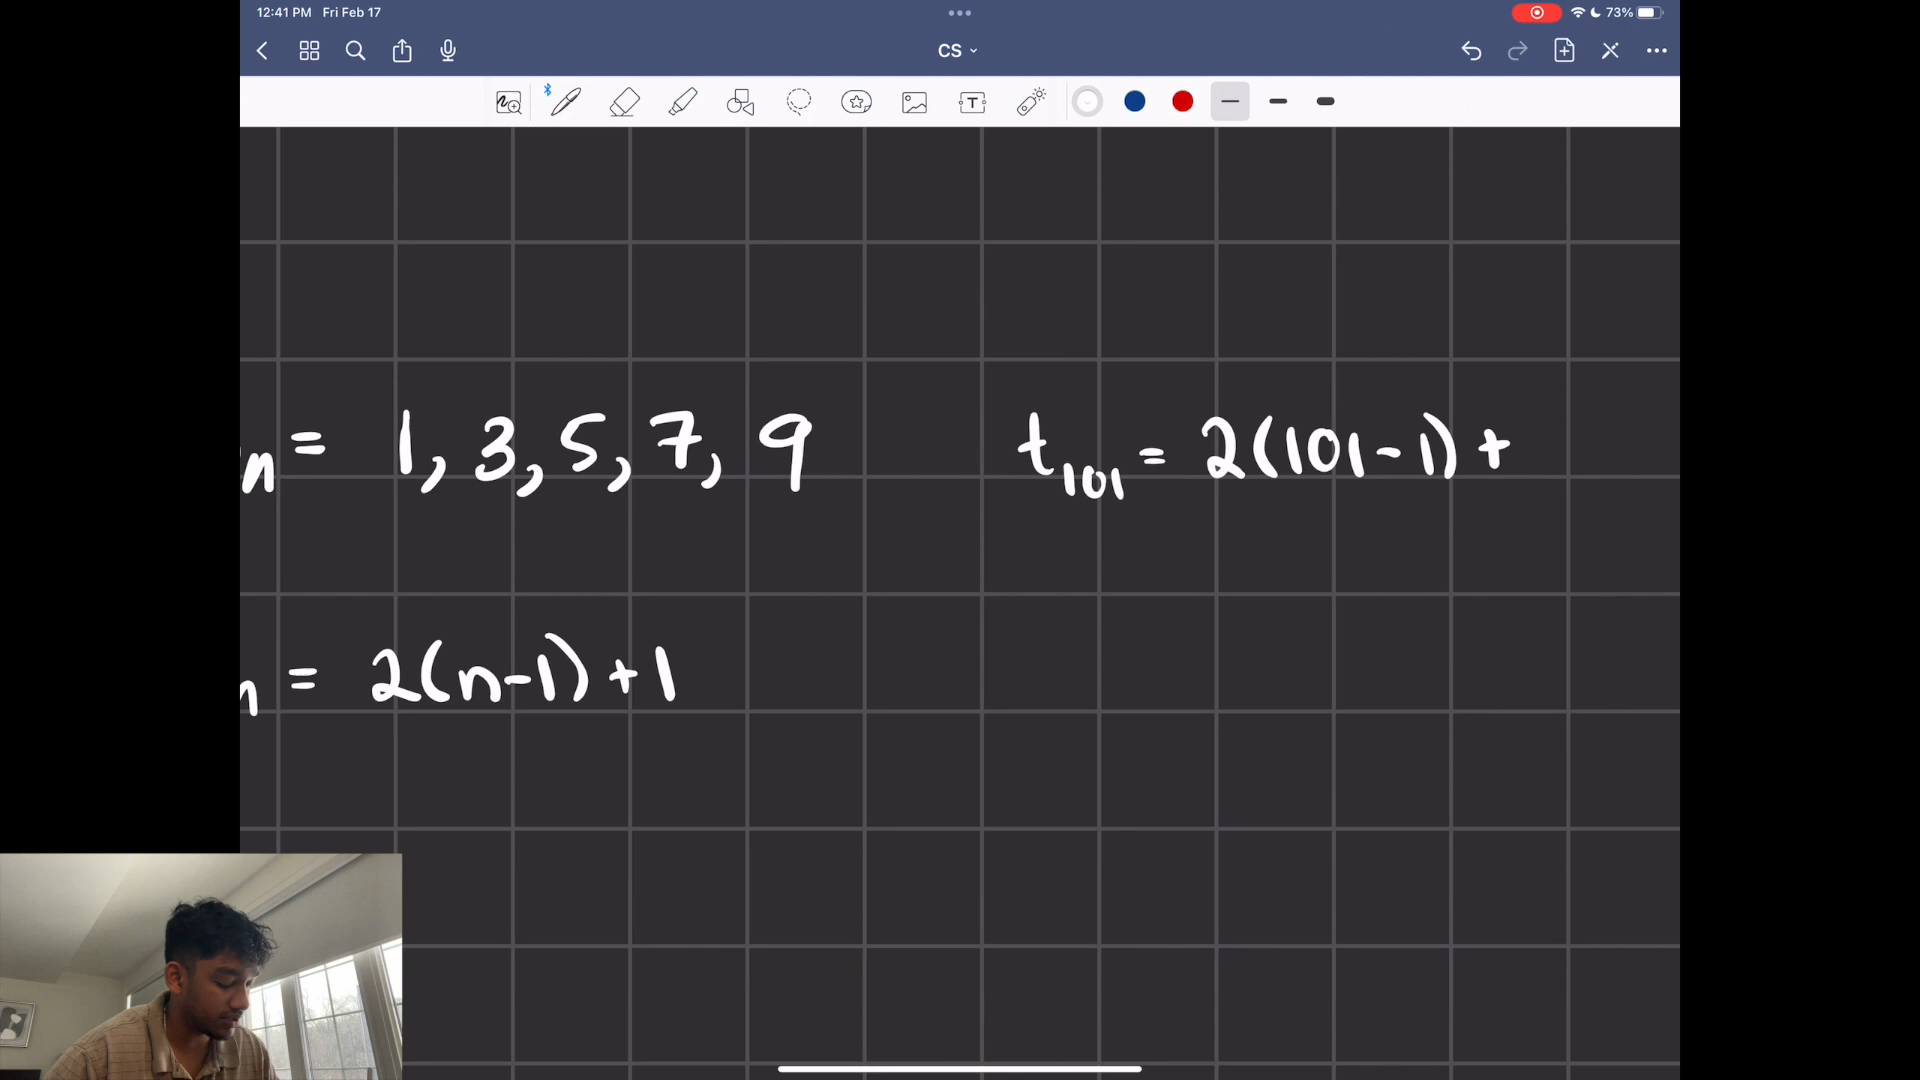 12:41 PM Fri Feb 17
73%
CS
T
n = 1, 3, 5, 7, 9
t₁₀₁ = 2(101-1) +
n = 2(n-1) + 1